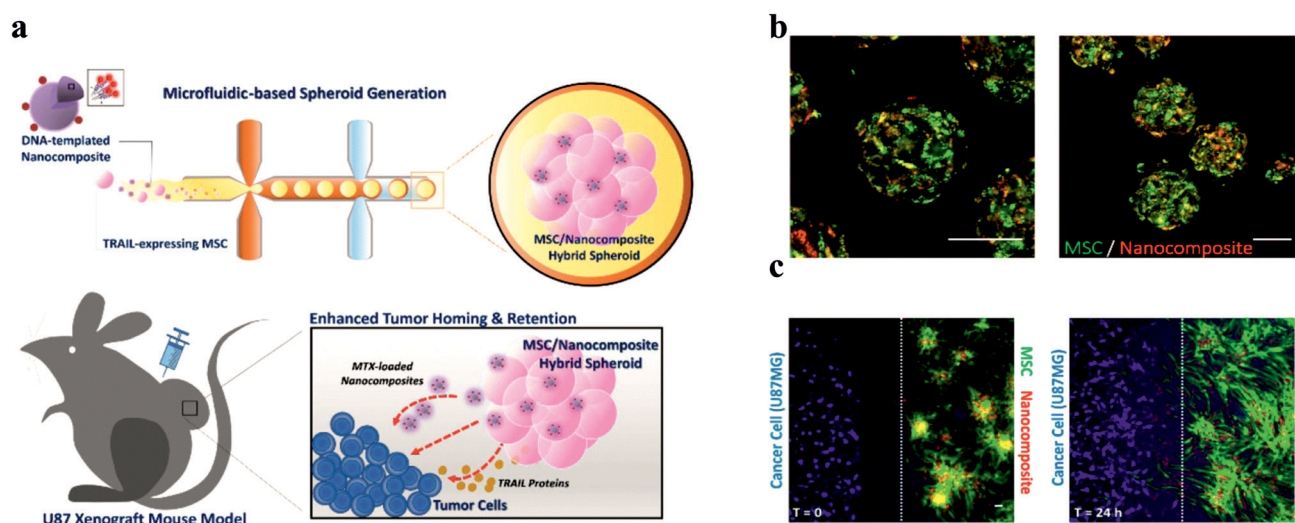 a
Microfluidic-based Spheroid Generation
DNA-templated
Nanocomposite
TRAIL-expressing MSC
MSC/Nanocomposite
Hybrid Spheroid
Enhanced Tumor Homing & Retention
MSC/Nanocomposite
Hybrid Spheroid
MTX-loaded
Nanocomposites
TRAIL Proteins
Tumor Cells
U87 Xenograft Mouse Model
b
MSC / Nanocomposite
c
Cancer Cell (U87MG)
T = 0
MSC
Nanocomposite
Cancer Cell (U87MG)
T = 24 h